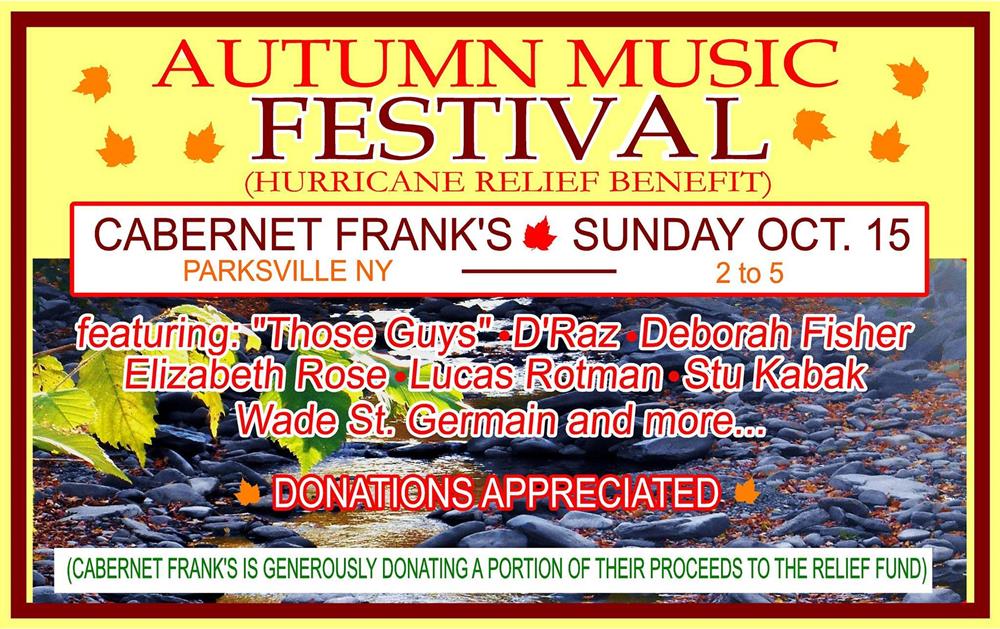 AUTUMN MUSIC
FESTIVAL
(HURRICANE RELIEF BENEFIT)
CABERNET FRANK'S SUNDAY OCT. 15
PARKSVILLE NY 2 to 5
featuring: "Those Guys" • D'Raz • Deborah Fisher
Elizabeth Rose • Lucas Rotman • Stu Kabak
Wade St. Germain and more...
DONATIONS APPRECIATED
(CABERNET FRANK'S IS GENEROUSLY DONATING A PORTION OF THEIR PROCEEDS TO THE RELIEF FUND)